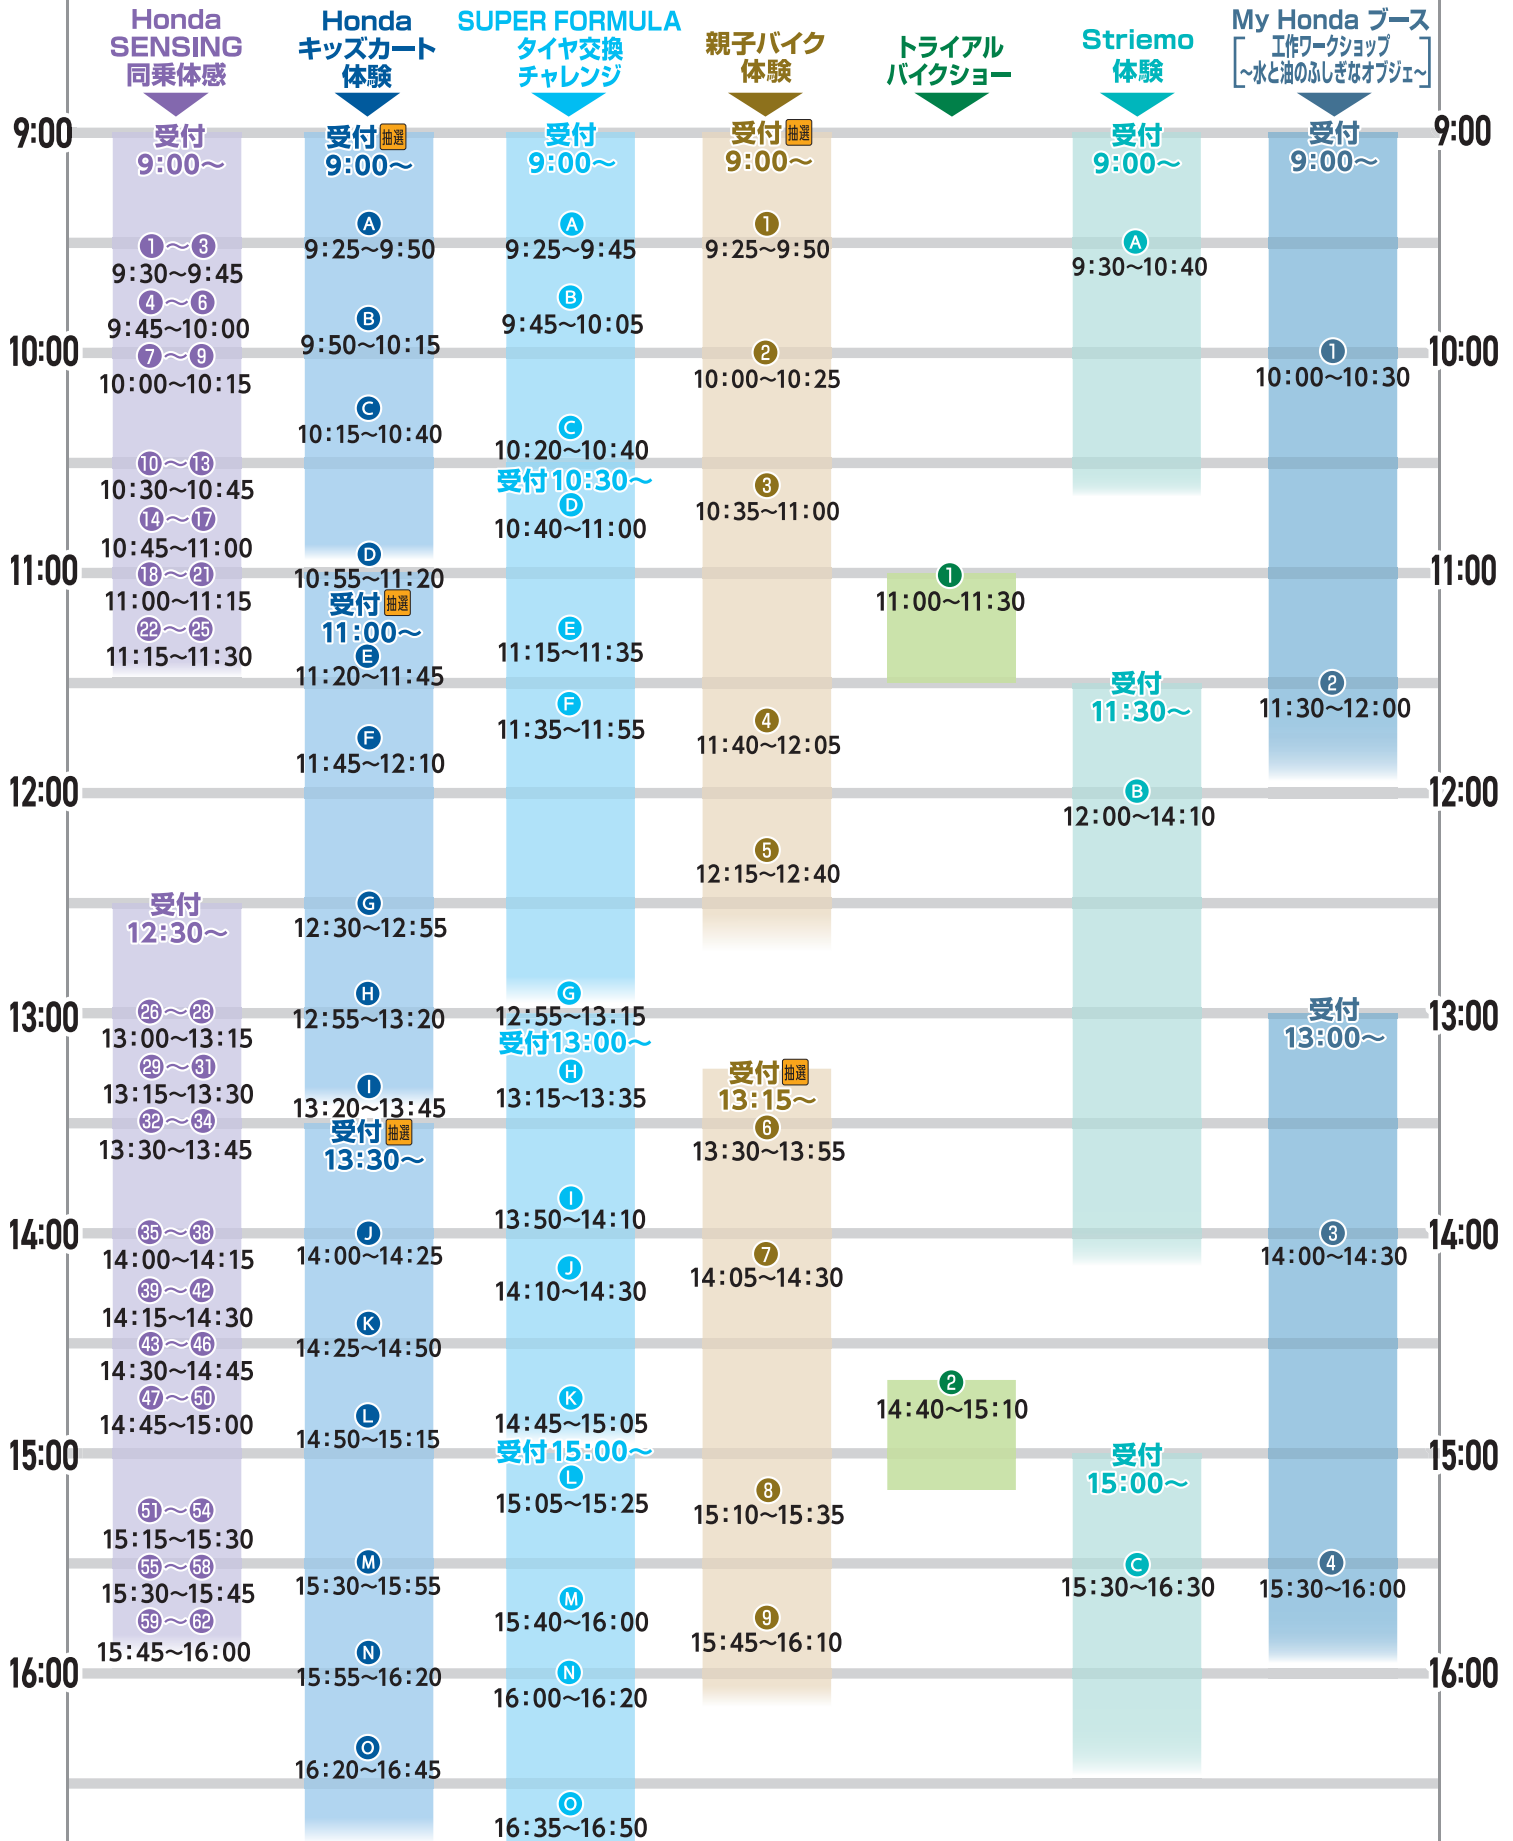 Honda
SENSING
同乗体感
受付
9:00～
1～3
9:30～9:45
4～6
9:45～10:00
7～9
10:00～10:15
10～13
10:30～10:45
14～17
10:45～11:00
18～21
11:00～11:15
22～25
11:15～11:30
受付
12:30～
26～28
13:00～13:15
29～31
13:15～13:30
32～34
13:30～13:45
35～38
14:00～14:15
39～42
14:15～14:30
43～46
14:30～14:45
47～50
14:45～15:00
51～54
15:15～15:30
55～58
15:30～15:45
59～62
15:45～16:00
Honda
キッズカート
体験
受付 抽選
9:00～
A
9:25～9:50
B
9:50～10:15
C
10:15～10:40
D
10:55～11:20
受付 抽選
11:00～
E
11:20～11:45
F
11:45～12:10
G
12:30～12:55
H
12:55～13:20
I
13:20～13:45
受付 抽選
13:30～
J
14:00～14:25
K
14:25～14:50
L
14:50～15:15
M
15:30～15:55
N
15:55～16:20
O
16:20～16:45
SUPER FORMULA
タイヤ交換
チャレンジ
受付
9:00～
A
9:25～9:45
B
9:45～10:05
C
10:20～10:40
受付10:30～
D
10:40～11:00
E
11:15～11:35
F
11:35～11:55
G
12:55～13:15
受付13:00～
H
13:15～13:35
I
13:50～14:10
J
14:10～14:30
K
14:45～15:05
受付15:00～
L
15:05～15:25
M
15:40～16:00
N
16:00～16:20
O
16:35～16:50
親子バイク
体験
受付 抽選
9:00～
1
9:25～9:50
2
10:00～10:25
3
10:35～11:00
4
11:40～12:05
5
12:15～12:40
受付 抽選
13:15～
6
13:30～13:55
7
14:05～14:30
8
15:10～15:35
9
15:45～16:10
トライアル
バイクショー
1
11:00～11:30
2
14:40～15:10
Striemo
体験
受付
9:00～
A
9:30～10:40
受付
11:30～
B
12:00～14:10
受付
15:00～
C
15:30～16:30
My Honda ブース
工作ワークショップ
～水と油のふしぎなオブジェ～
受付
9:00～
1
10:00～10:30
2
11:30～12:00
受付
13:00～
3
14:00～14:30
4
15:30～16:00
9:00
10:00
11:00
12:00
13:00
14:00
15:00
16:00
9:00
10:00
11:00
12:00
13:00
14:00
15:00
16:00